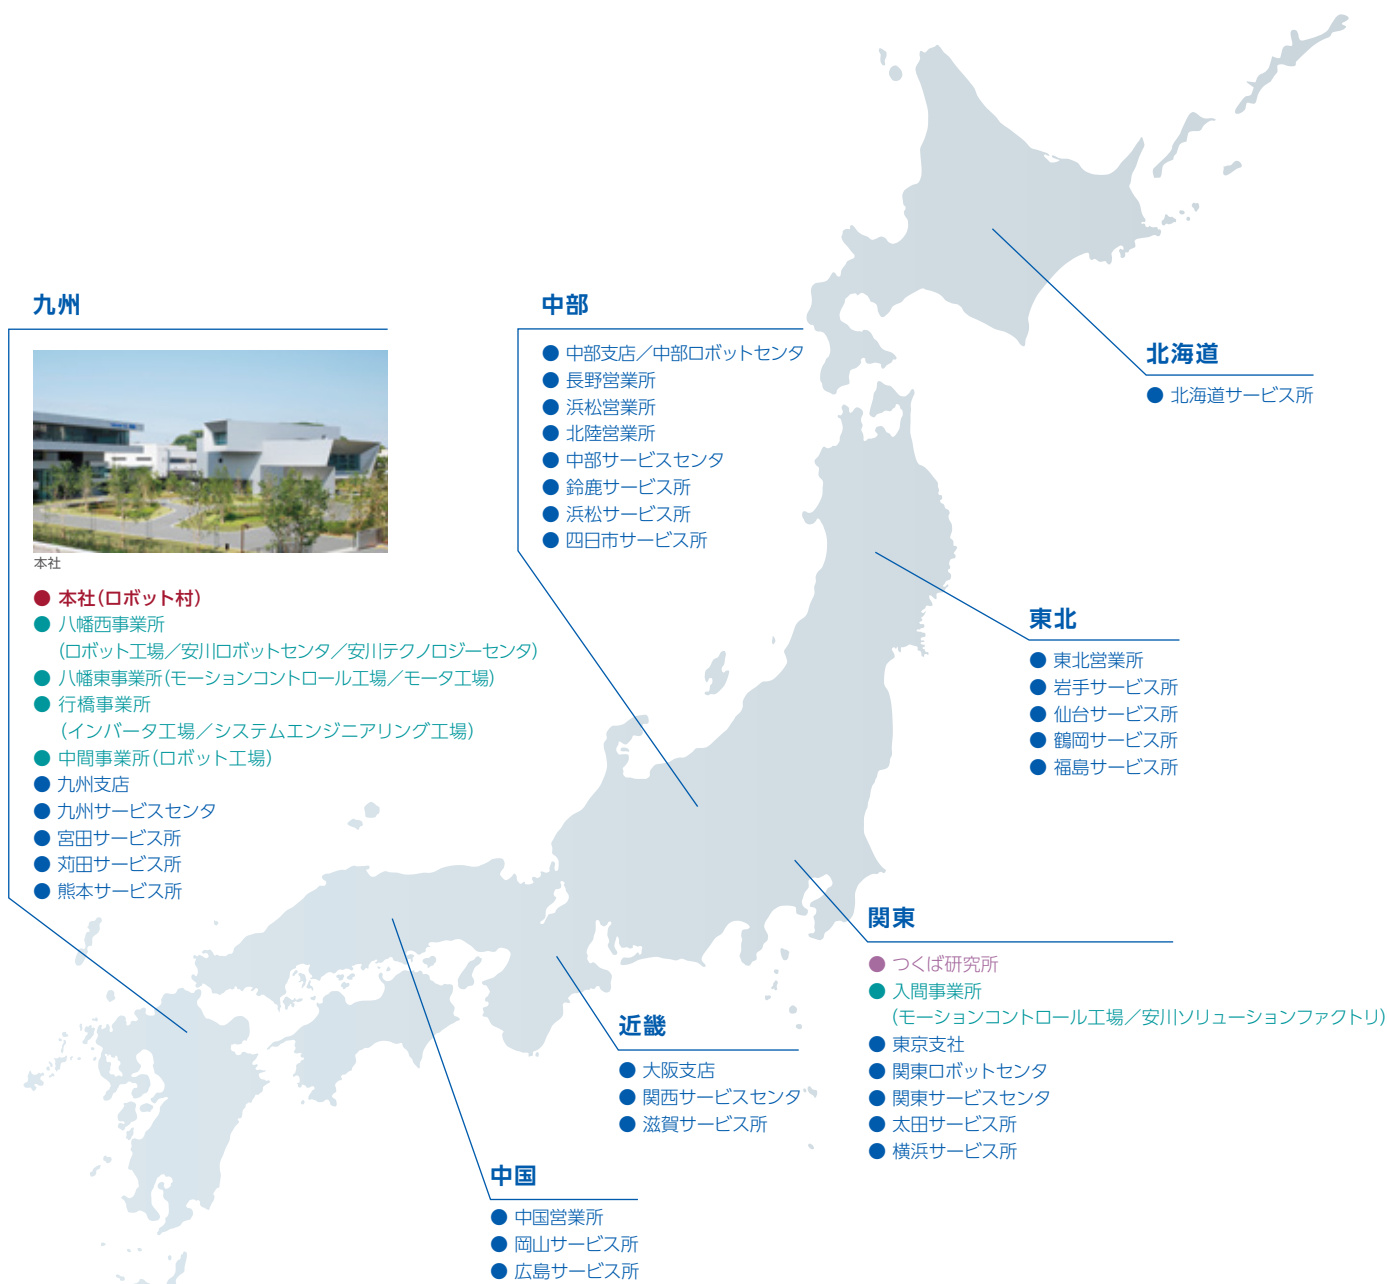 九州
本社
本社(ロボット村)
八幡西事業所
(ロボット工場／安川ロボットセンタ／安川テクノロジーセンタ)
八幡東事業所(モーションコントロール工場／モータ工場)
行橋事業所
(インバータ工場／システムエンジニアリング工場)
中間事業所(ロボット工場)
九州支店
九州サービスセンタ
宮田サービス所
苅田サービス所
熊本サービス所
中部
中部支店／中部ロボットセンタ
長野営業所
浜松営業所
北陸営業所
中部サービスセンタ
鈴鹿サービス所
浜松サービス所
四日市サービス所
北海道
北海道サービス所
東北
東北営業所
岩手サービス所
仙台サービス所
鶴岡サービス所
福島サービス所
関東
つくば研究所
入間事業所
(モーションコントロール工場／安川ソリューションファクトリ)
東京支社
関東ロボットセンタ
関東サービスセンタ
太田サービス所
横浜サービス所
近畿
大阪支店
関西サービスセンタ
滋賀サービス所
中国
中国営業所
岡山サービス所
広島サービス所